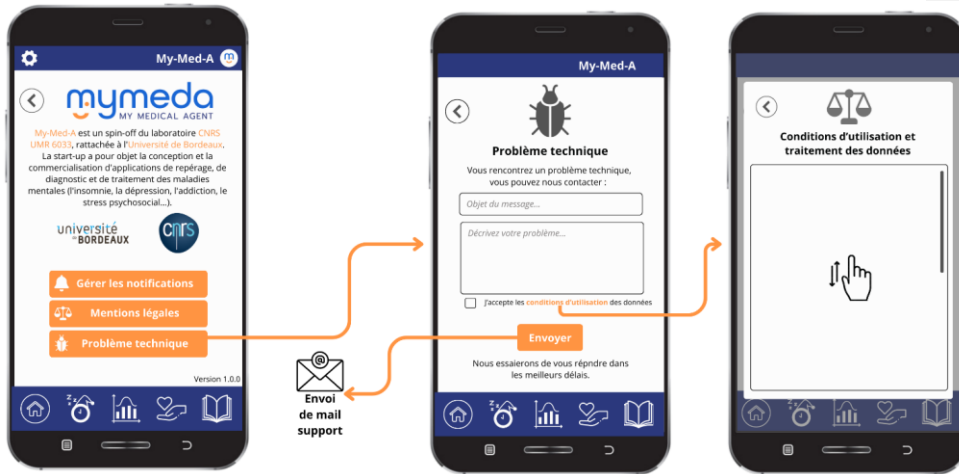 My-Med-A
m
mymeda
MY MEDICAL AGENT
My-Med-A est un spin-off du laboratoire CNRS
UMR 6033, rattachée à l'Université de Bordeaux.
La start-up a pour objet la conception et la
commercialisation d'applications de repérage, de
diagnostic et de traitement des maladies
mentales (l'insomnie, la dépression, l'addiction, le
stress psychosocial...).
université
de BORDEAUX
cnrs
Gérer les notifications
Mentions légales
Problème technique
Version 1.0.0
@
Envoi
de mail
support
My-Med-A
Problème technique
Vous rencontrez un problème technique,
vous pouvez nous contacter :
Objet du message...
Décrivez votre problème...
J'accepte les conditions d'utilisation des données
Envoyer
Nous essaierons de vous répndre dans
les meilleurs délais.
Conditions d'utilisation et
traitement des données